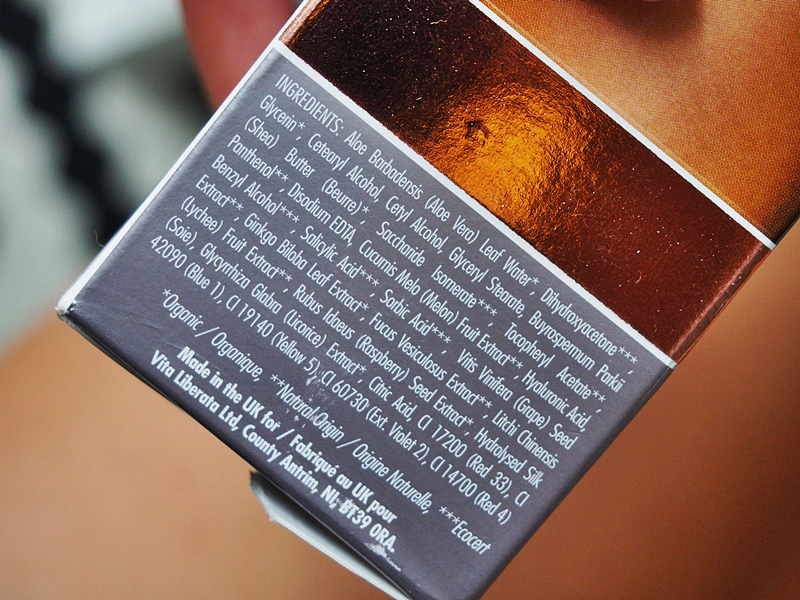 INGREDIENTS: Aloe Barbadensis (Aloe Vera) Leaf Water*, Dihydroxyacetone***,
Glycerin*, Cetearyl Alcohol, Cetyl Alcohol, Glyceryl Stearate, Butyrospermum Parkii
(Shea) Butter (Beurre)* Saccharide Isomerate***, Tocopheryl Acetate**,
Panthenol**, Disodium EDTA, Cucumis Melo (Melon) Fruit Extract**, Hyaluronic Acid,
Benzyl Alcohol*** Salicylic Acid***, Sorbic Acid***, Vitis Vinifera (Grape) Seed
Extract**, Ginkgo Biloba Leaf Extract*, Fucus Vesiculosus Extract**, Litchi Chinensis
(Lychee) Fruit Extract**, Rubus Idaeus (Raspberry) Seed Extract*, Hydrolysed Silk
(Soie), Glycyrrhiza Glabra (Licorice) Extract*, Citric Acid, CI 17200 (Red 33), CI
42090 (Blue 1), CI 19140 (Yellow 5), CI 60730 (Ext. Violet 2), CI 14700 (Red 4)
*Organic / Organique, **Natural Origin / Origine Naturelle, ***Ecocert
Made in the UK for / Fabriqué au UK pour
Vita Liberata Ltd, County Antrim, NI, BT39 0RA.